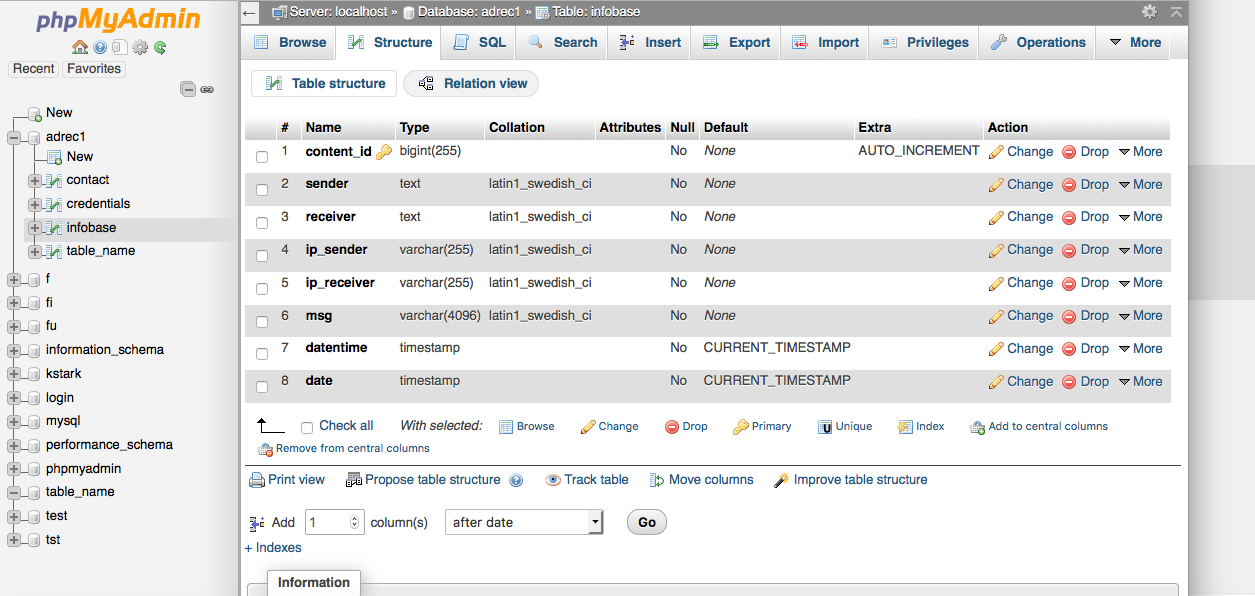 phpMyAdmin
Recent Favorites
New
adrec1
New
contact
credentials
infobase
table_name
f
fi
fu
information_schema
kstark
login
mysql
performance_schema
phpmyadmin
table_name
test
tst
Server: localhost » Database: adrec1 » Table: infobase
Browse Structure SQL Search Insert Export Import Privileges Operations More
Table structure Relation view
# Name Type Collation Attributes Null Default Extra Action
1 content_id bigint(255) No None AUTO_INCREMENT Change Drop More
2 sender text latin1_swedish_ci No None Change Drop More
3 receiver text latin1_swedish_ci No None Change Drop More
4 ip_sender varchar(255) latin1_swedish_ci No None Change Drop More
5 ip_receiver varchar(255) latin1_swedish_ci No None Change Drop More
6 msg varchar(4096) latin1_swedish_ci No None Change Drop More
7 datentime timestamp No CURRENT_TIMESTAMP Change Drop More
8 date timestamp No CURRENT_TIMESTAMP Change Drop More
Check all With selected: Browse Change Drop Primary Unique Index Add to central columns
Remove from central columns
Print view Propose table structure Track table Move columns Improve table structure
Add 1 column(s) after date Go
+ Indexes
Information